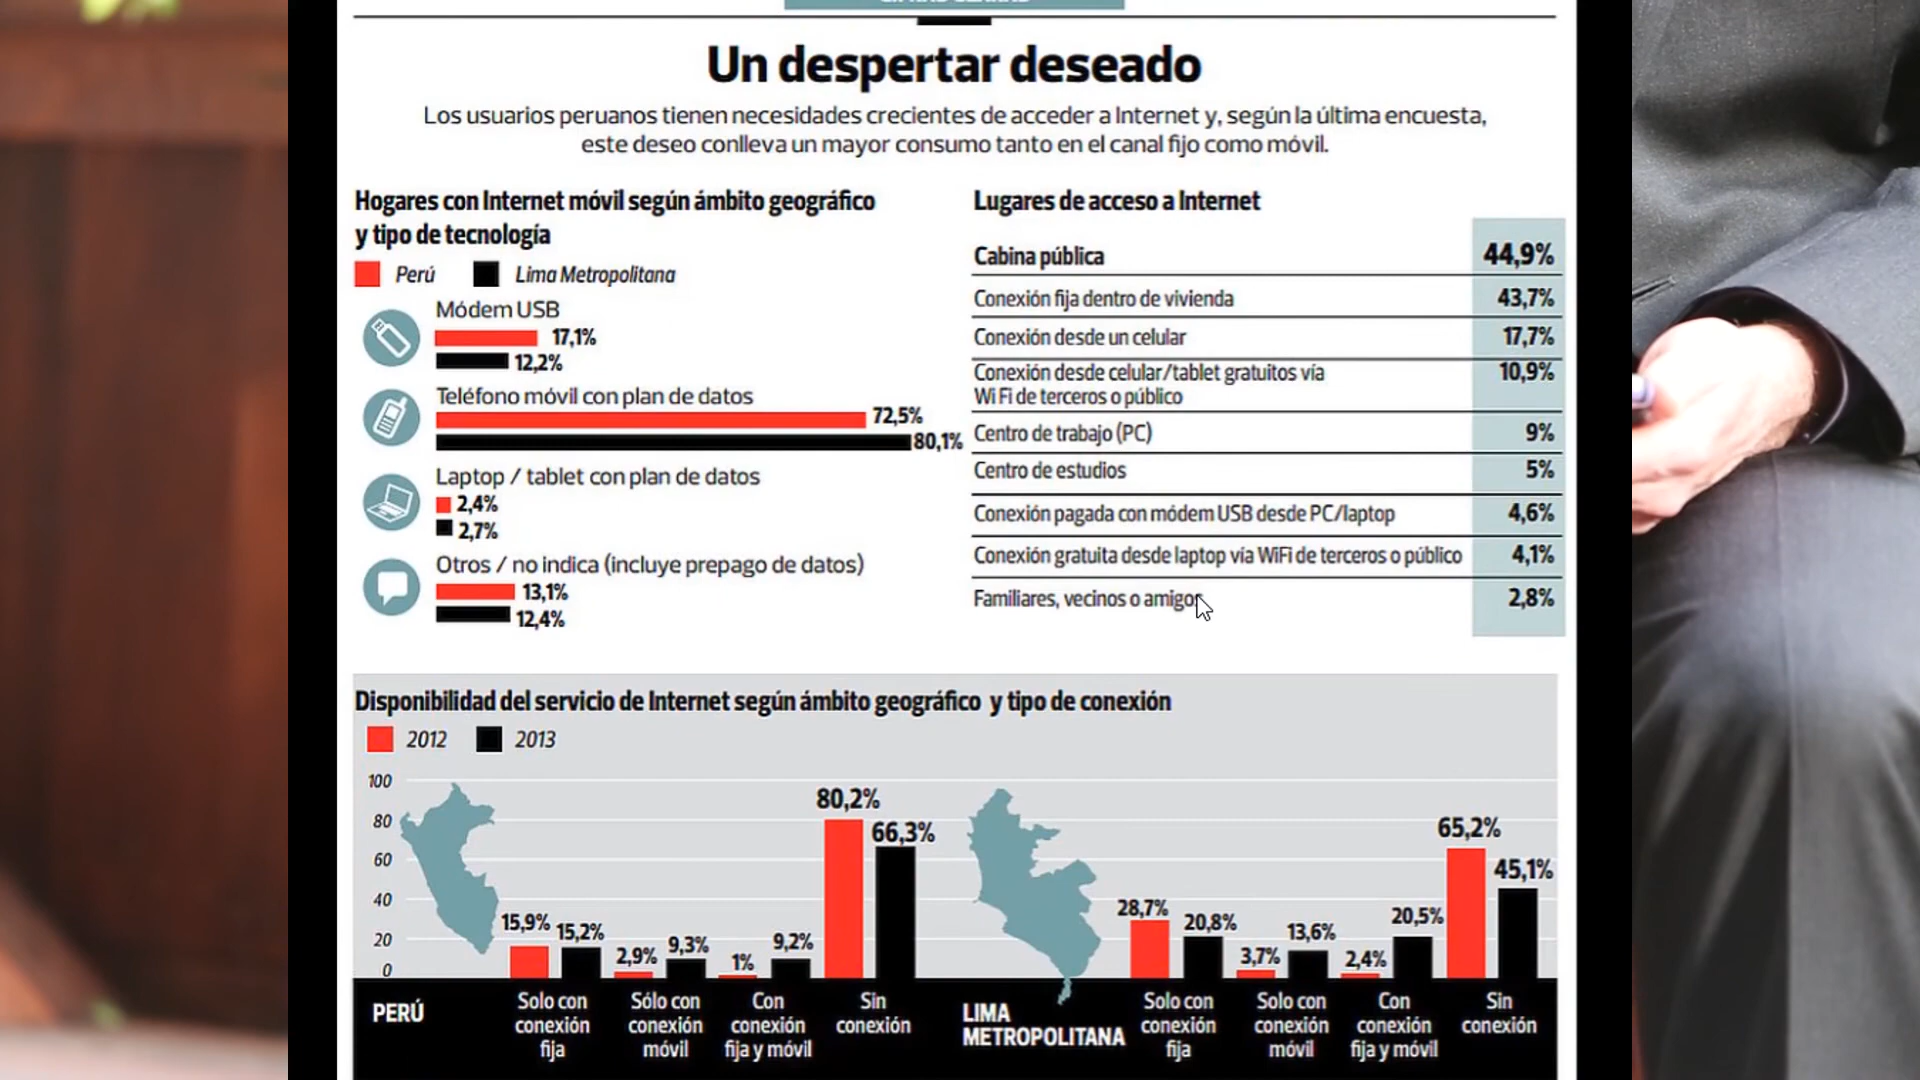 Un despertar deseado
Los usuarios peruanos tienen necesidades crecientes de acceder a Internet y, según la última encuesta,
este deseo conlleva un mayor consumo tanto en el canal fijo como móvil.
Hogares con Internet móvil según ámbito geográfico
y tipo de tecnología
Perú
Lima Metropolitana
Módem USB
17,1%
12,2%
Teléfono móvil con plan de datos
72,5%
80,1%
Laptop / tablet con plan de datos
2,4%
2,7%
Otros / no indica (incluye prepago de datos)
13,1%
12,4%
Lugares de acceso a Internet
Cabina pública 44,9%
Conexión fija dentro de vivienda 43,7%
Conexión desde un celular 17,7%
Conexión desde celular/tablet gratuitos vía 10,9%
WiFi de terceros o público
Centro de trabajo (PC) 9%
Centro de estudios 5%
Conexión pagada con módem USB desde PC/laptop 4,6%
Conexión gratuita desde laptop vía WiFi de terceros o público 4,1%
Familiares, vecinos o amigos 2,8%
Disponibilidad del servicio de Internet según ámbito geográfico y tipo de conexión
2012
2013
100
80
60
40
20
0
15,9%
15,2%
2,9%
9,3%
1%
9,2%
80,2%
66,3%
PERÚ
Solo con
conexión
fija
Sólo con
conexión
móvil
Con
conexión
fija y móvil
Sin
conexión
28,7%
20,8%
3,7%
13,6%
2,4%
20,5%
65,2%
45,1%
LIMA
METROPOLITANA
Solo con
conexión
fija
Solo con
conexión
móvil
Con
conexión
fija y móvil
Sin
conexión